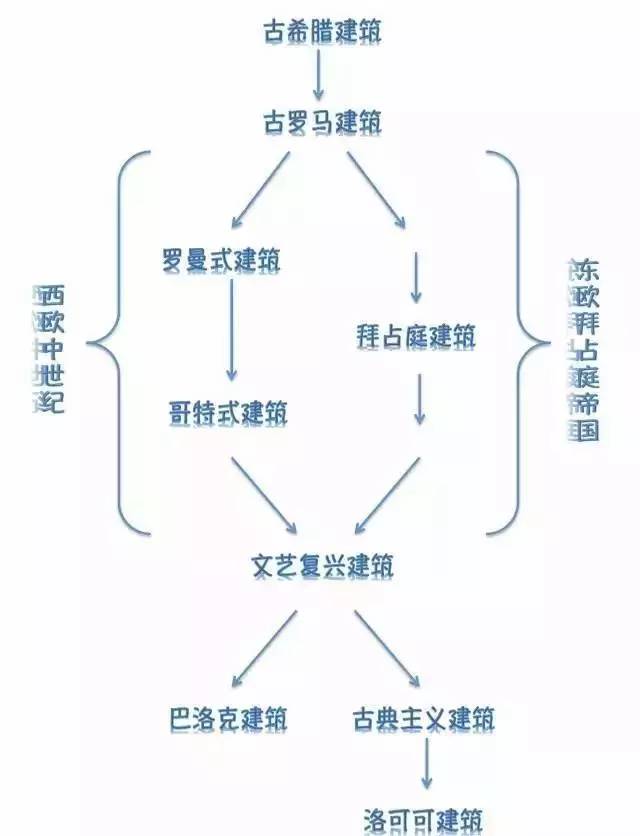 古希腊建筑
古罗马建筑
罗曼式建筑
西欧中世纪
东欧拜占庭帝国
拜占庭建筑
哥特式建筑
文艺复兴建筑
巴洛克建筑
古典主义建筑
洛可可建筑